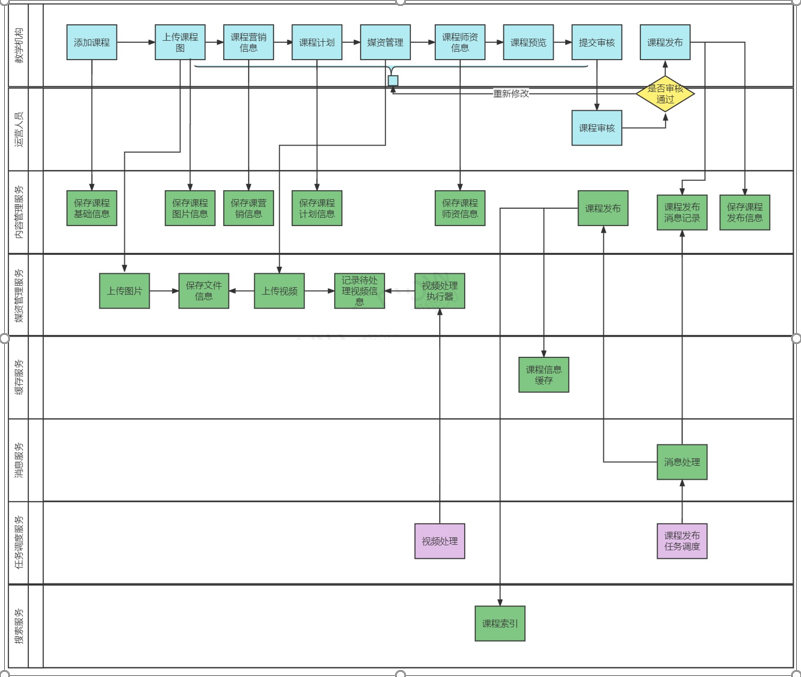 教学机构
添加课程
上传课程
图
课程营销
信息
课程计划
媒资管理
课程师资
信息
课程预览
提交审核
课程发布
是否审核
通过
重新修改
运营人员
课程审核
内容管理服务
保存课程
基础信息
保存课程
图片信息
保存课营
销信息
保存课程
计划信息
保存课程
师资信息
课程发布
课程发布
消息记录
保存课程
发布信息
媒资管理服务
上传图片
保存文件
信息
上传视频
记录待处
理视频信
息
视频处理
执行器
缓存服务
课程信息
缓存
消息服务
消息处理
任务调度服务
视频处理
课程发布
任务调度
搜索服务
课程索引